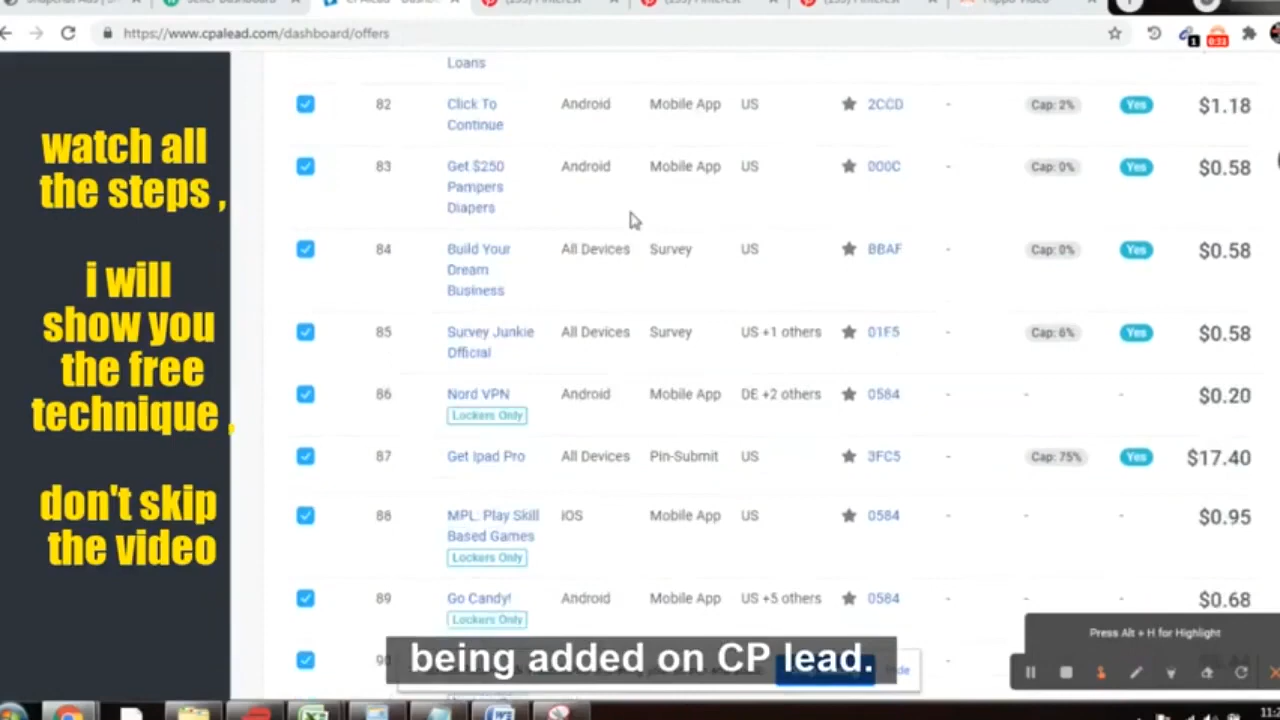 https://www.cpalead.com/dashboard/offers
Loans
82 Click To Continue Android Mobile App US 2CCD - Cap: 2% Yes $1.18
83 Get $250 Pampers Diapers Android Mobile App US 000C - Cap: 0% Yes $0.58
84 Build Your Dream Business All Devices Survey US BBAF - Cap: 0% Yes $0.58
85 Survey Junkie Official All Devices Survey US +1 others 01F5 - Cap: 6% Yes $0.58
86 Nord VPN Android Mobile App DE +2 others 0584 - - - $0.20
Lockers Only
87 Get Ipad Pro All Devices Pin-Submit US 3FC5 - Cap: 75% Yes $17.40
88 MPL: Play Skill Based Games iOS Mobile App US 0584 - - - $0.95
Lockers Only
89 Go Candy! Android Mobile App US +5 others 0584 - - - $0.68
Lockers Only
watch all
the steps ,
i will
show you
the free
technique ,
don't skip
the video
Press Alt + H for Highlight
being added on CP lead.